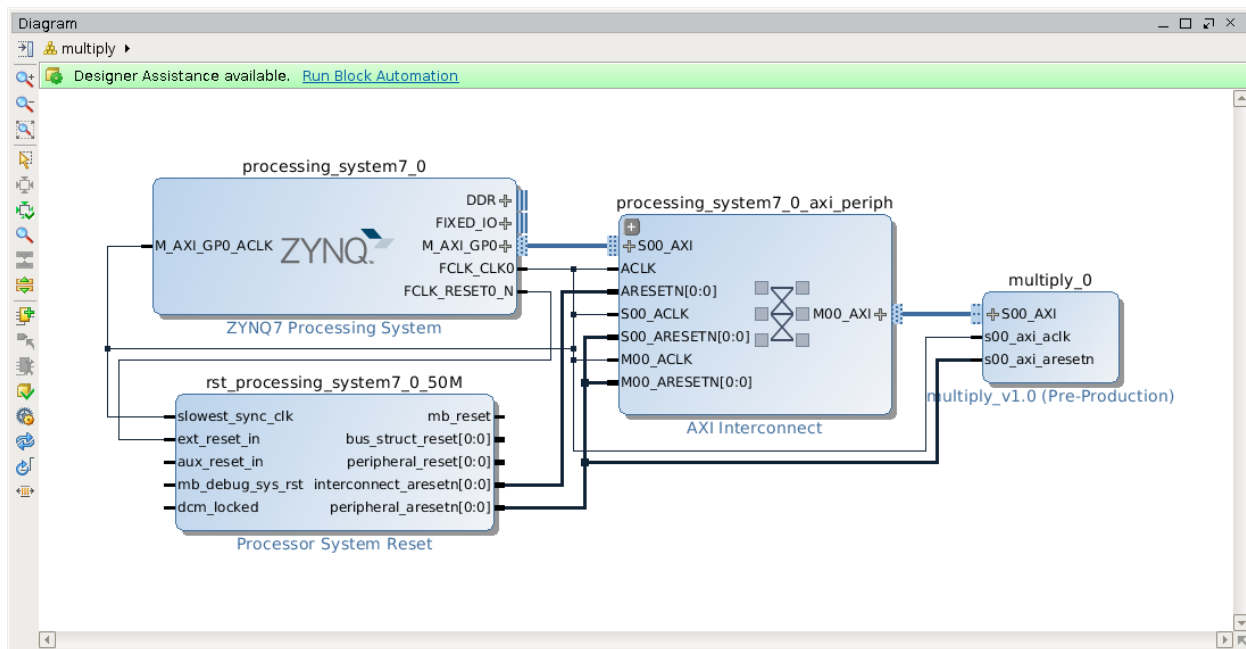 Diagram
multiply
Designer Assistance available. Run Block Automation
processing_system7_0
DDR
FIXED_IO
M_AXI_GP0_ACLK
ZYNQ
M_AXI_GP0
FCLK_CLK0
FCLK_RESET0_N
ZYNQ7 Processing System
processing_system7_0_axi_periph
S00_AXI
ACLK
ARESETN[0:0]
S00_ACLK
M00_AXI
S00_ARESETN[0:0]
M00_ACLK
M00_ARESETN[0:0]
AXI Interconnect
multiply_0
S00_AXI
s00_axi_aclk
s00_axi_aresetn
multiply_v1.0 (Pre-Production)
rst_processing_system7_0_50M
slowest_sync_clk mb_reset
ext_reset_in bus_struct_reset[0:0]
aux_reset_in peripheral_reset[0:0]
mb_debug_sys_rst interconnect_aresetn[0:0]
dcm_locked peripheral_aresetn[0:0]
Processor System Reset